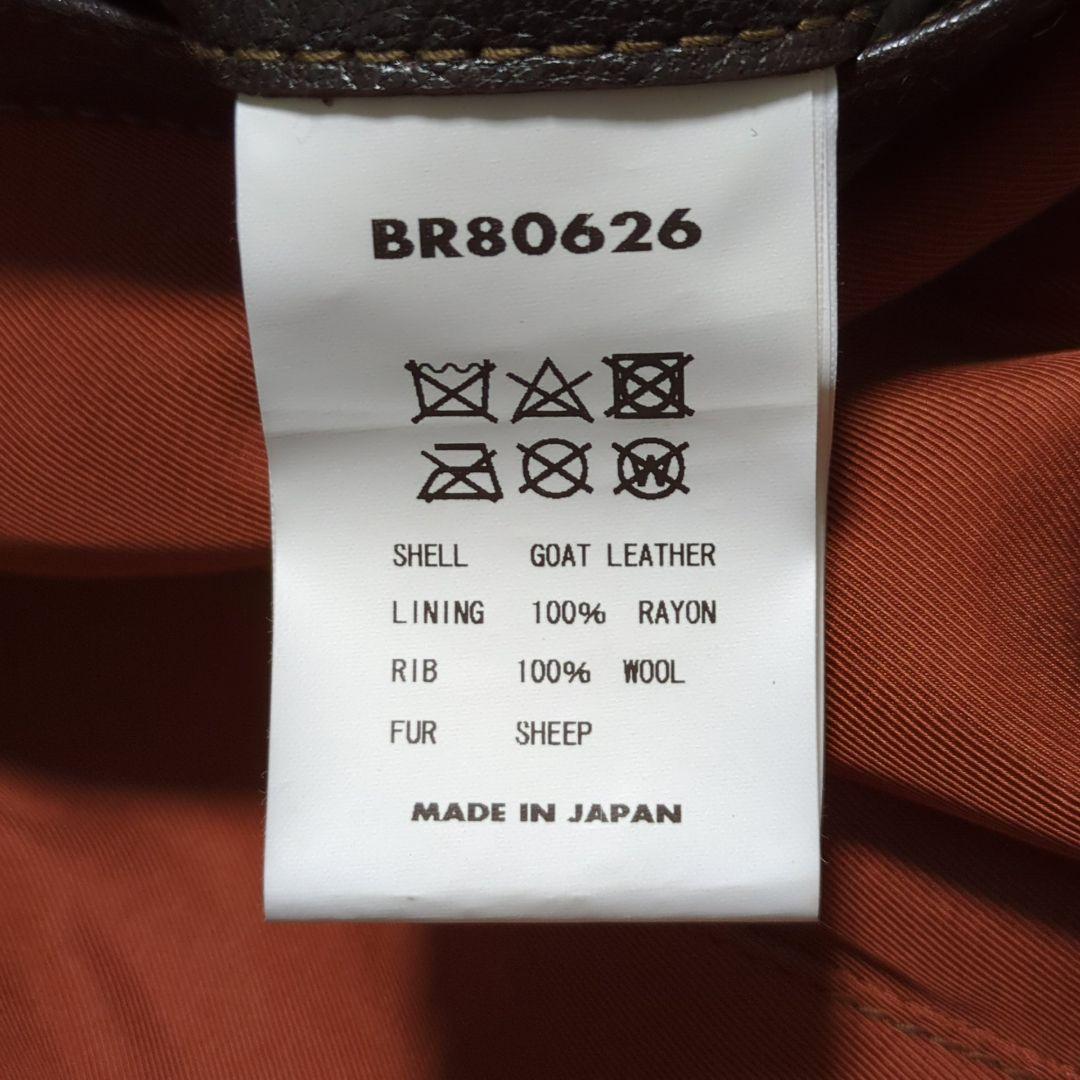 BR80626
W
SHELL GOAT LEATHER
LINING 100% RAYON
RIB 100% WOOL
FUR SHEEP
MADE IN JAPAN